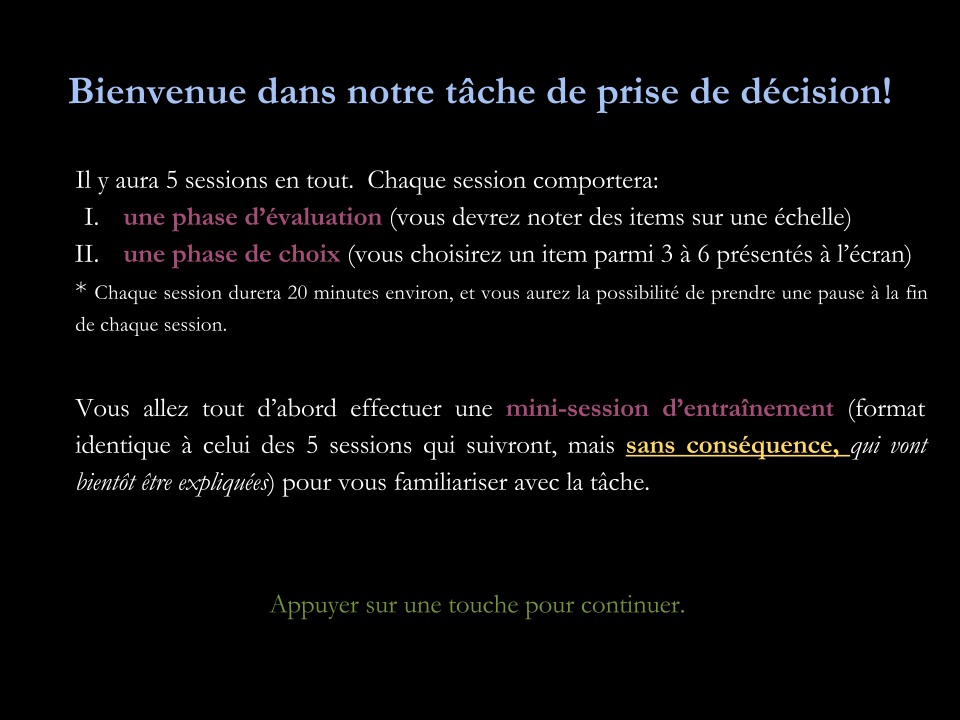 Bienvenue dans notre tâche de prise de décision!
Il y aura 5 sessions en tout.  Chaque session comportera:
I. une phase d’évaluation (vous devrez noter des items sur une échelle)
II. une phase de choix (vous choisirez un item parmi 3 à 6 présentés à l’écran)
* Chaque session durera 20 minutes environ, et vous aurez la possibilité de prendre une pause à la fin
de chaque session.
Vous allez tout d’abord effectuer une mini-session d’entraînement (format
identique à celui des 5 sessions qui suivront, mais sans conséquence, qui vont
bientôt être expliquées) pour vous familiariser avec la tâche.
Appuyer sur une touche pour continuer.